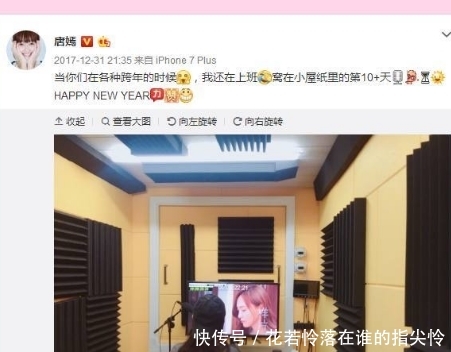 唐嫣
2017-12-31 21:35 来自 iPhone 7 Plus
当你们在各种跨年的时候，我还在上班窝在小屋纸里的第10+天
HAPPY NEW YEAR
收起 查看大图 向左旋转 向右旋转
快传号 / 花若怜落在谁的指尖怜